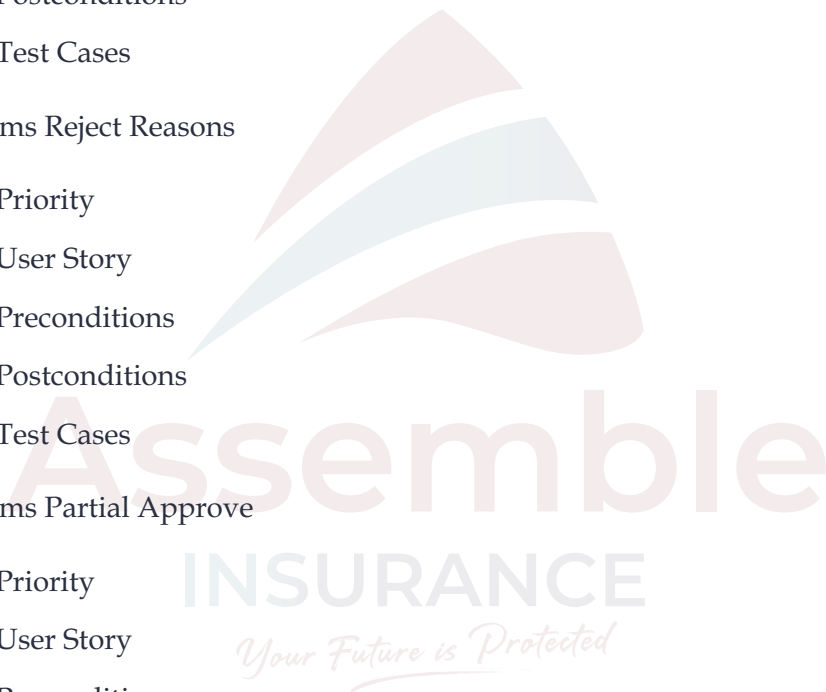 Postconditions
Test Cases
ms Reject Reasons
Priority
User Story
Preconditions
Postconditions
Test Cases
Assemble
ms Partial Approve
INSURANCE
Priority
User Story
Your Future is Protected